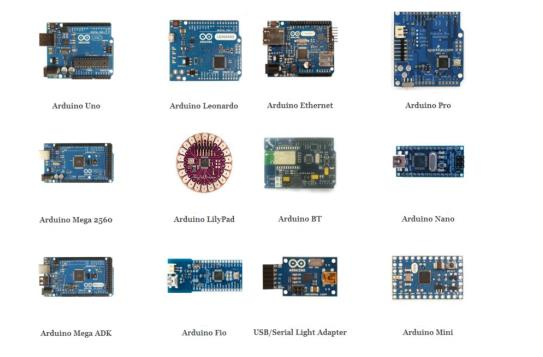 Arduino Uno
Arduino Leonardo
Arduino Ethernet
Arduino Pro
Arduino Mega 2560
Arduino LilyPad
Arduino BT
Arduino Nano
Arduino Mega ADK
Arduino Fio
USB/Serial Light Adapter
Arduino Mini